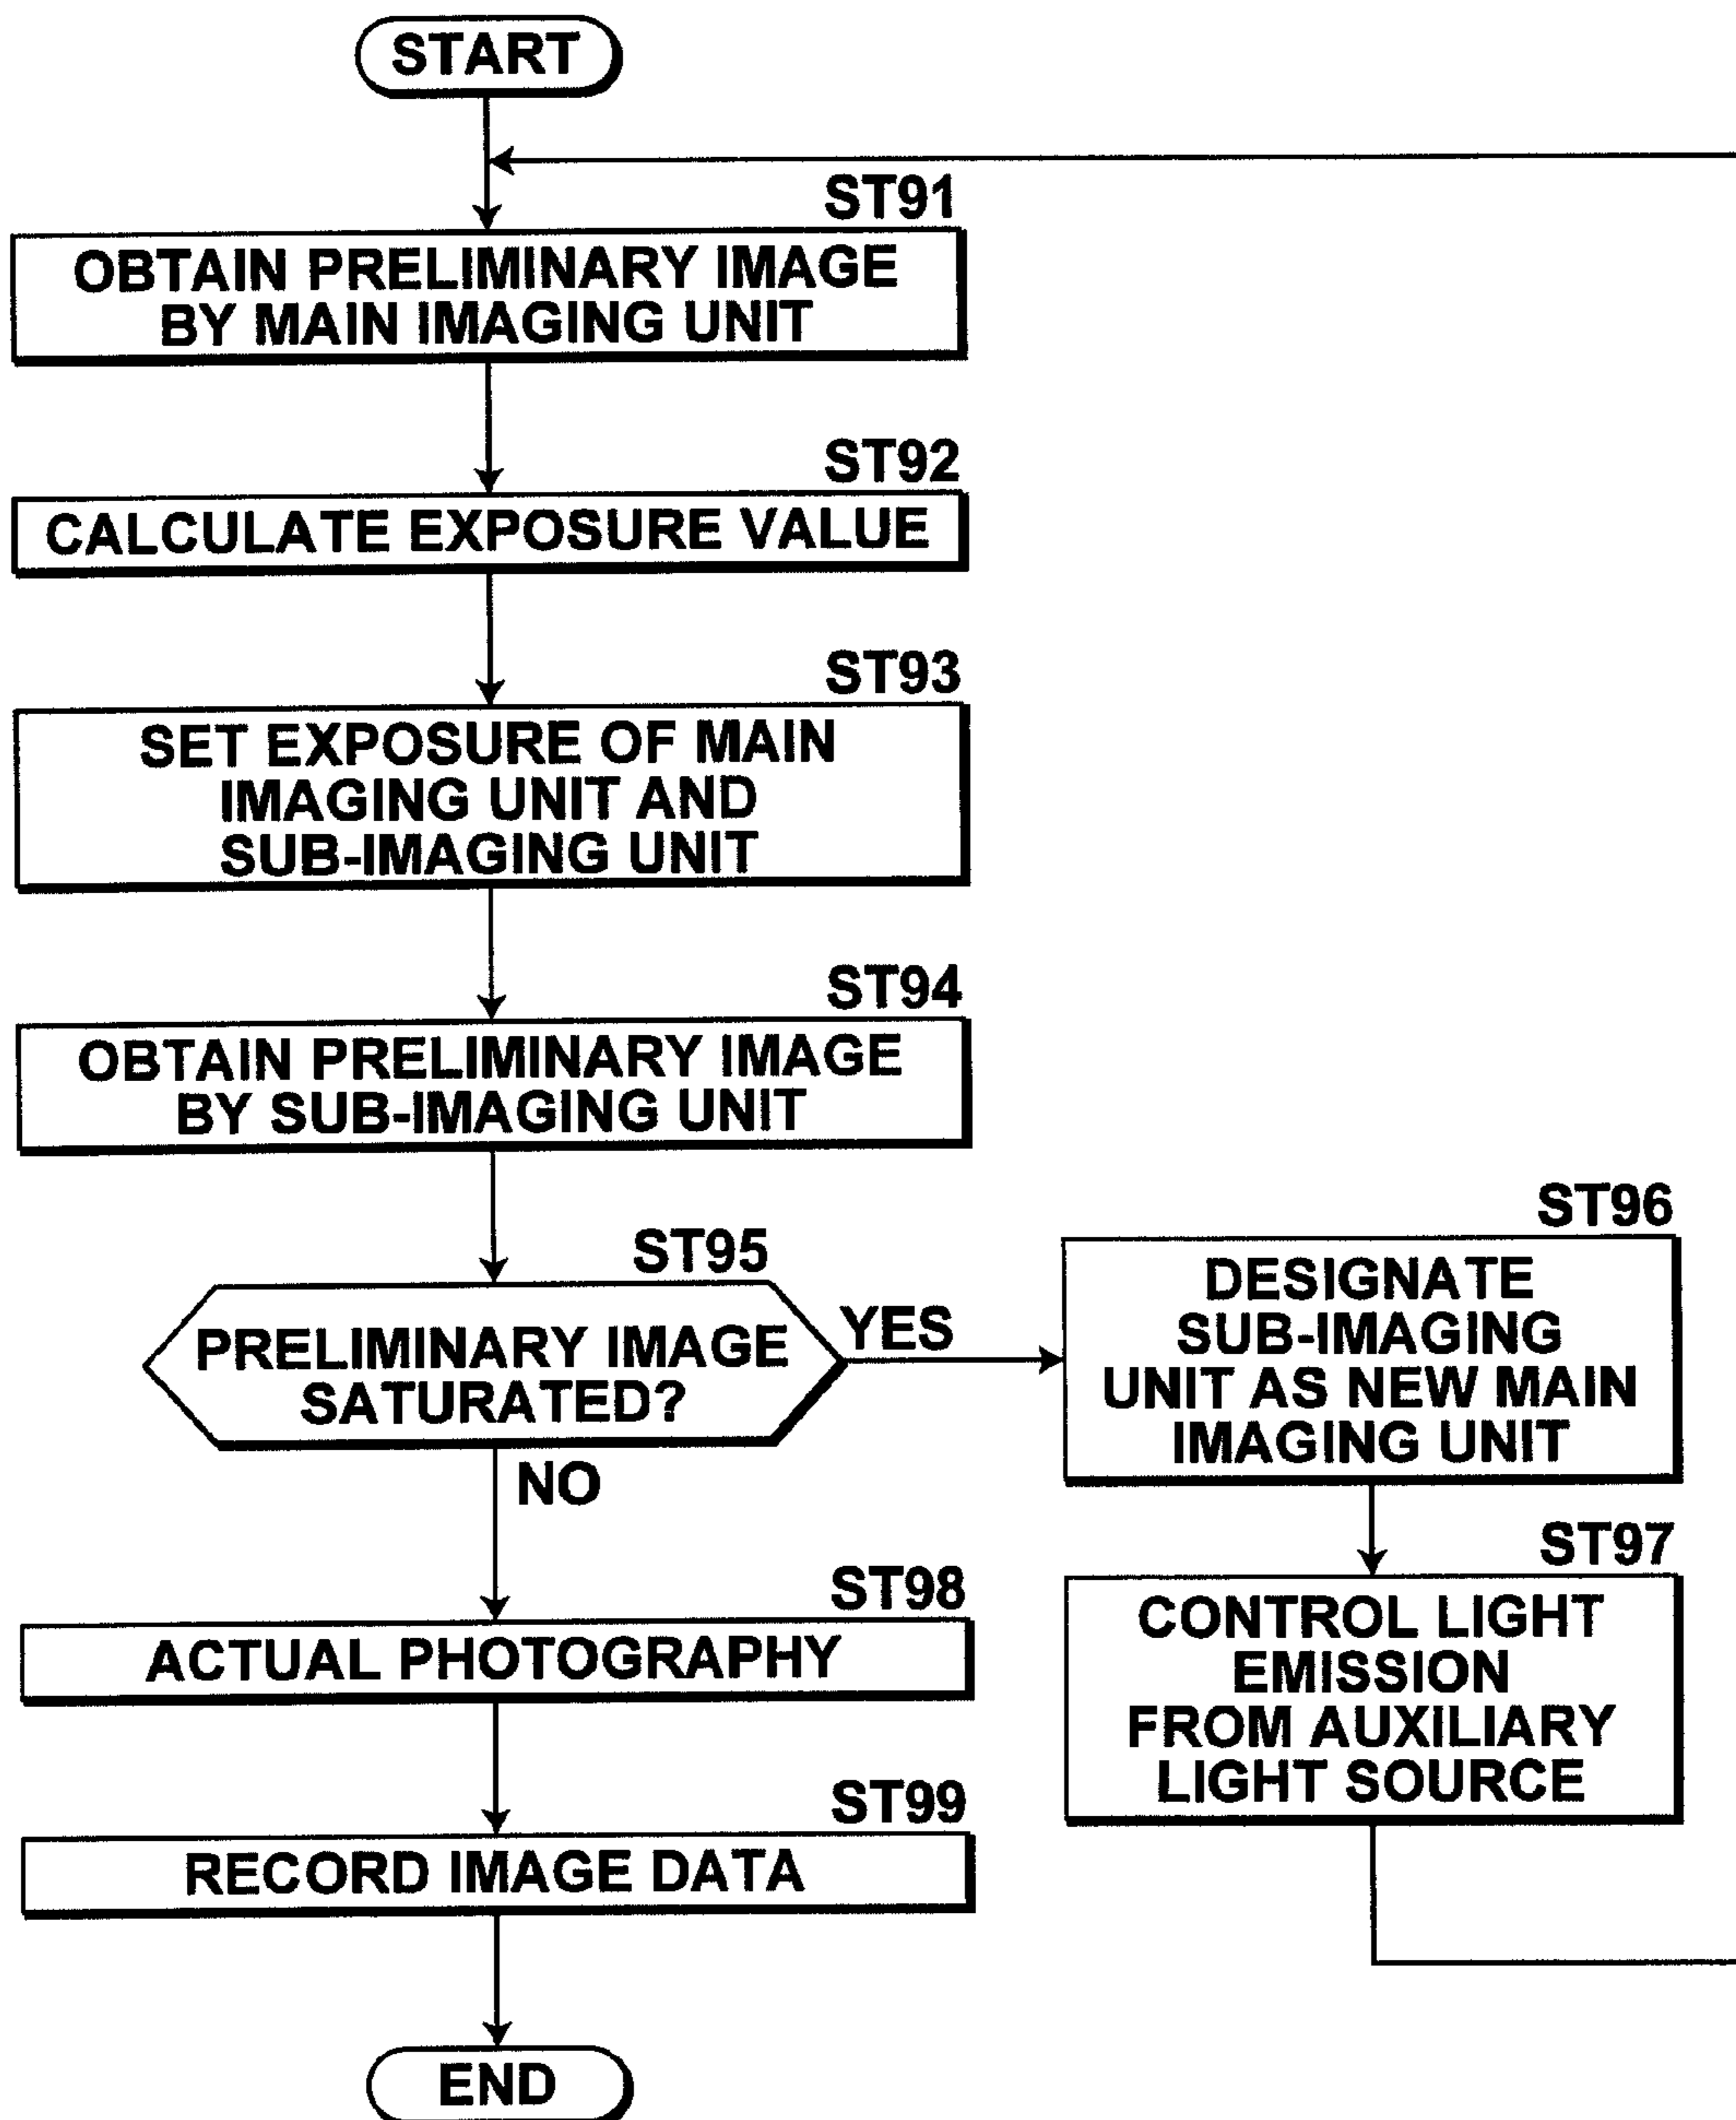 START
ST91
OBTAIN PRELIMINARY IMAGE
BY MAIN IMAGING UNIT
ST92
CALCULATE EXPOSURE VALUE
ST93
SET EXPOSURE OF MAIN
IMAGING UNIT AND
SUB-IMAGING UNIT
ST94
OBTAIN PRELIMINARY IMAGE
BY SUB-IMAGING UNIT
ST95
PRELIMINARY IMAGE
SATURATED?
YES
NO
ST96
DESIGNATE
SUB-IMAGING
UNIT AS NEW MAIN
IMAGING UNIT
ST97
CONTROL LIGHT
EMISSION
FROM AUXILIARY
LIGHT SOURCE
ST98
ACTUAL PHOTOGRAPHY
ST99
RECORD IMAGE DATA
END